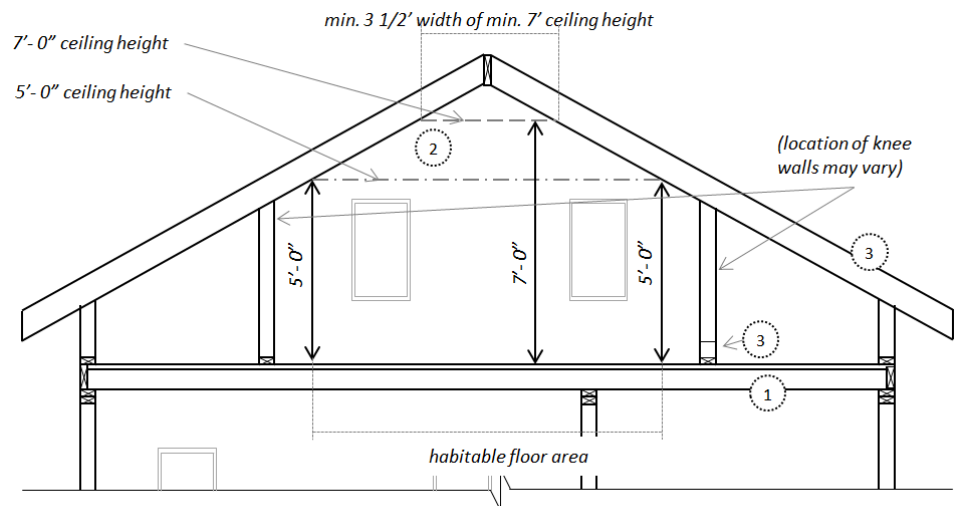 min. 3 1/2’ width of min. 7’ ceiling height
7’- 0” ceiling height
5’- 0” ceiling height
2
(location of knee
walls may vary)
5’- 0”
7’- 0”
5’- 0”
3
3
1
habitable floor area